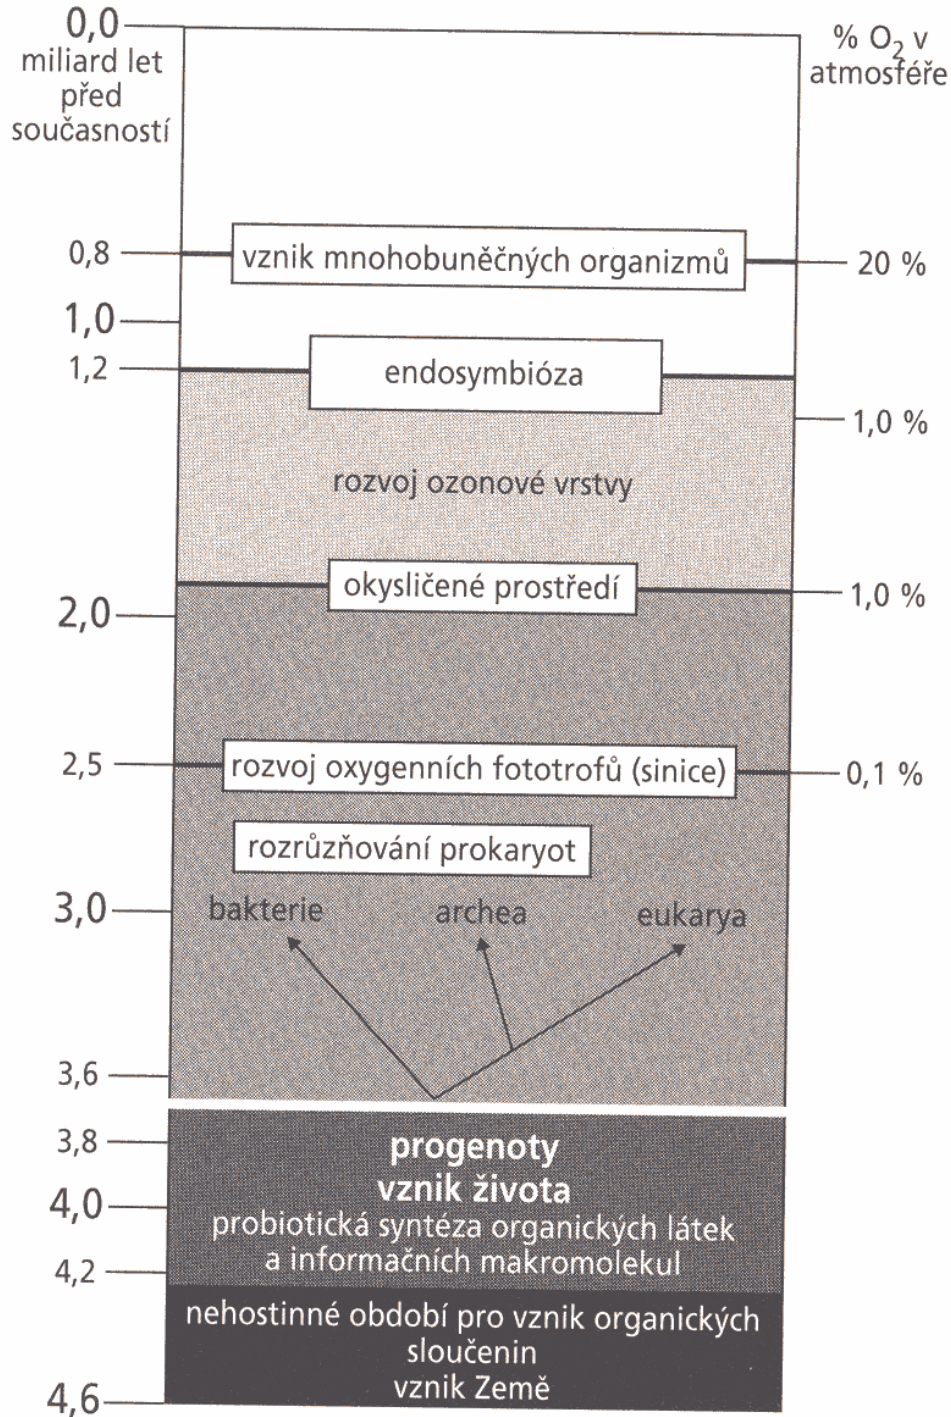 0,0
miliard let
před
současností
% O₂ v
atmosféře
0,8
vznik mnohobuněčných organizmů
20 %
1,0
1,2
endosymbióza
1,0 %
rozvoj ozonové vrstvy
okysličené prostředí
1,0 %
2,0
2,5
rozvoj oxygenních fototrofů (sinice)
0,1 %
rozrůzňování prokaryot
3,0
bakterie
archea
eukarya
3,6
3,8
progenoty
vznik života
4,0
probiotická syntéza organických látek
a informačních makromolekul
4,2
nehostinné období pro vznik organických
sloučenin
vznik Země
4,6